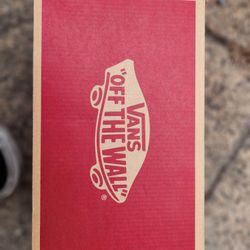 VANS
"OFF THE WALL"
®